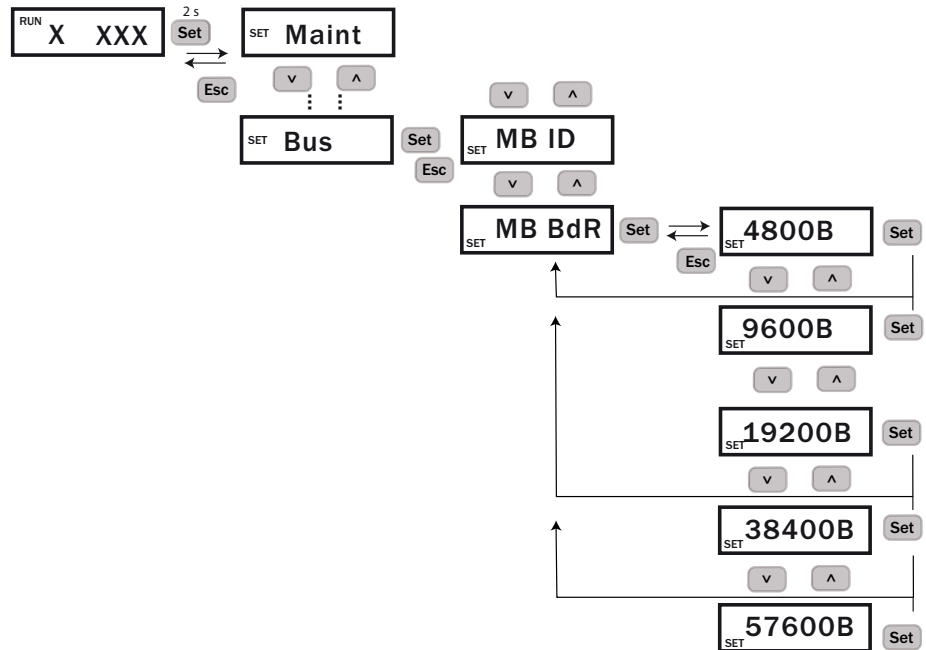 2 s
RUN X XXX Set SET Maint
Esc v ʌ
SET Bus Set v ʌ
Esc SET MB ID
v ʌ
SET MB BdR Set SET 4800B Set
Esc v ʌ
SET 9600B Set
v ʌ
SET 19200B Set
v ʌ
SET 38400B Set
v ʌ
SET 57600B Set